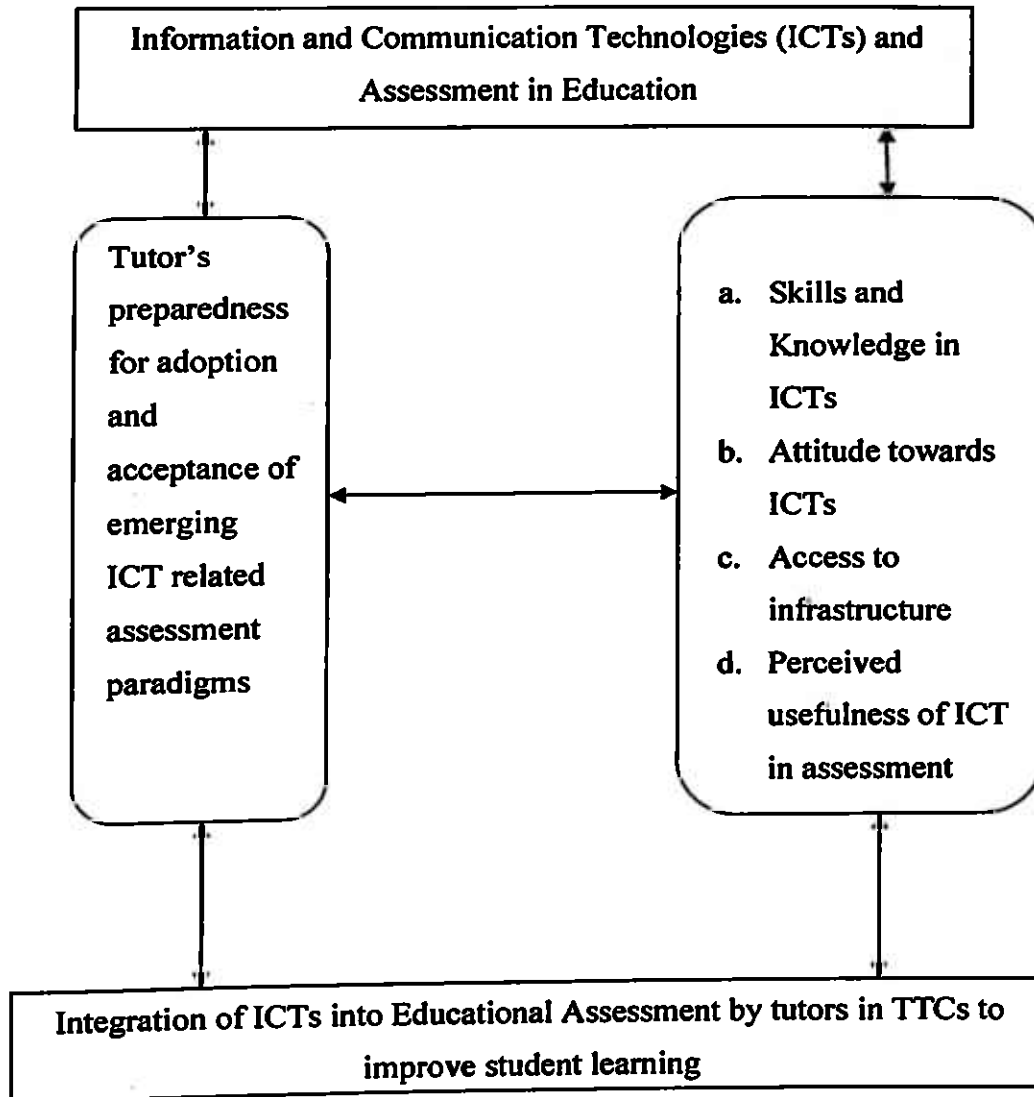 Information and Communication Technologies (ICTs) and
Assessment in Education
Tutor's
preparedness
for adoption
and
acceptance of
emerging
ICT related
assessment
paradigms
a. Skills and
Knowledge in
ICTs
b. Attitude towards
ICTs
c. Access to
infrastructure
d. Perceived
usefulness of ICT
in assessment
Integration of ICTs into Educational Assessment by tutors in TTCs to
improve student learning